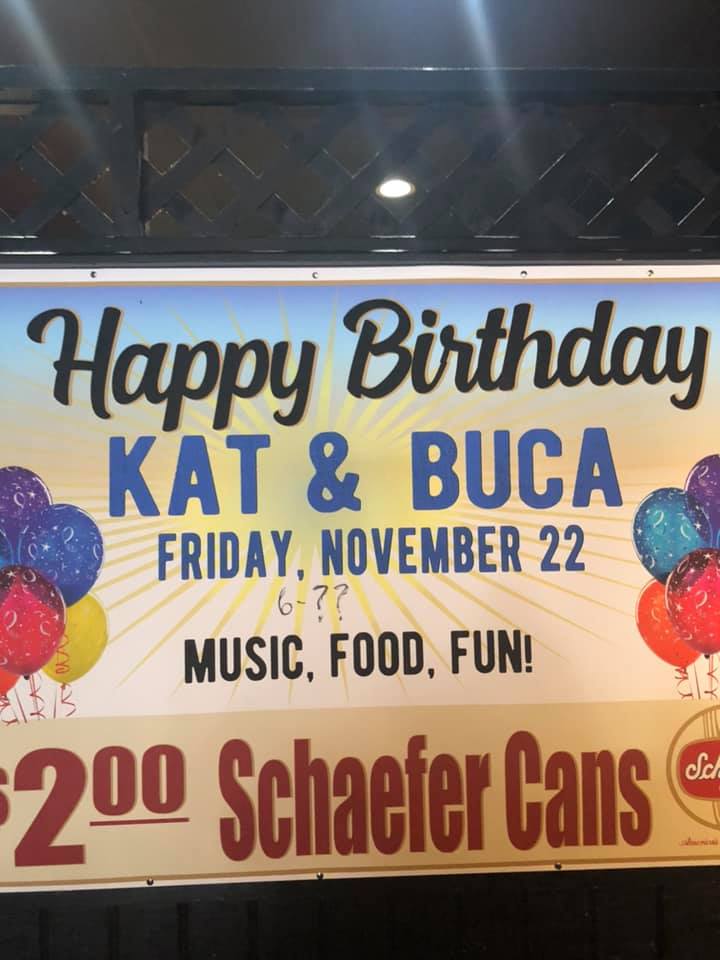 Happy Birthday
KAT & BUCA
FRIDAY, NOVEMBER 22
6-??
MUSIC, FOOD, FUN!
$2.00 Schaefer Cans